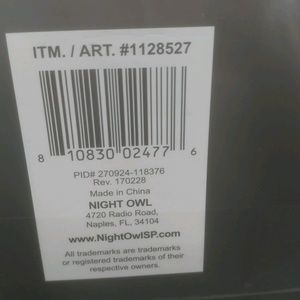 ITM. / ART. #1128527
8 10830 02477 6
PID# 270924-118376
Rev. 170228
Made in China
NIGHT OWL
4720 Radio Road,
Naples, FL, 34104
www.NightOwlSP.com
All trademarks are trademarks
or registered trademarks of their
respective owners.